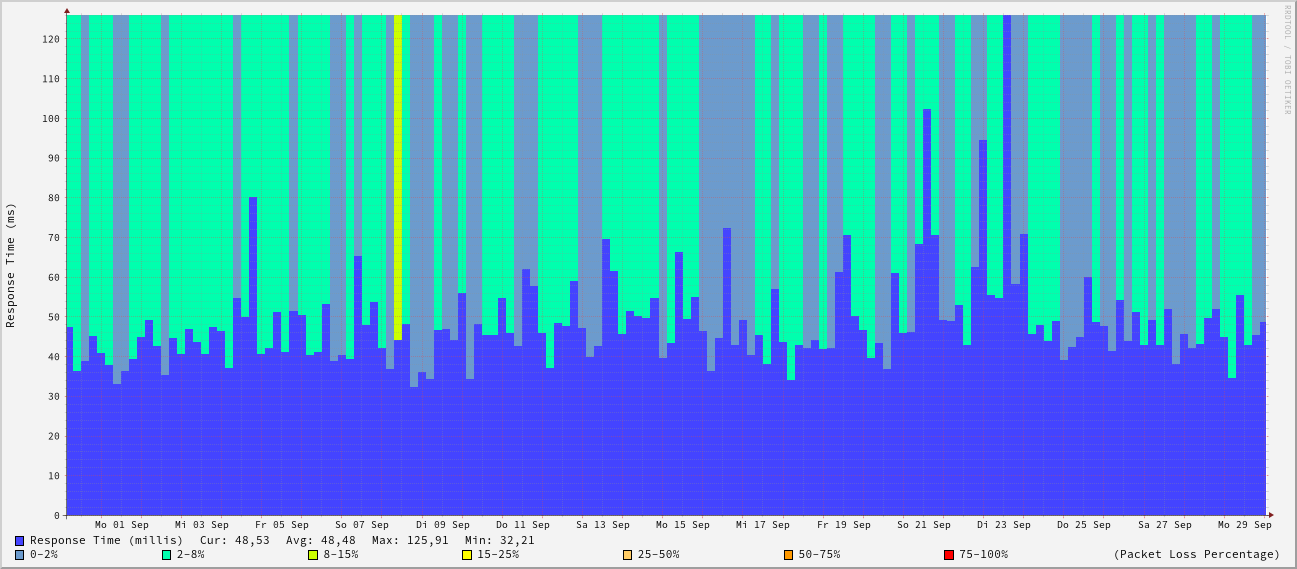 RRDTOOL / TOBI OETIKER
Response Time (ms)
120
110
100
90
80
70
60
50
40
30
20
10
0
Mo 01 Sep Mi 03 Sep Fr 05 Sep So 07 Sep Di 09 Sep Do 11 Sep Sa 13 Sep Mo 15 Sep Mi 17 Sep Fr 19 Sep So 21 Sep Di 23 Sep Do 25 Sep Sa 27 Sep Mo 29 Sep
Response Time (millis) Cur: 48,53 Avg: 48,48 Max: 125,91 Min: 32,21
0-2% 2-8% 8-15% 15-25% 25-50% 50-75% 75-100% (Packet Loss Percentage)